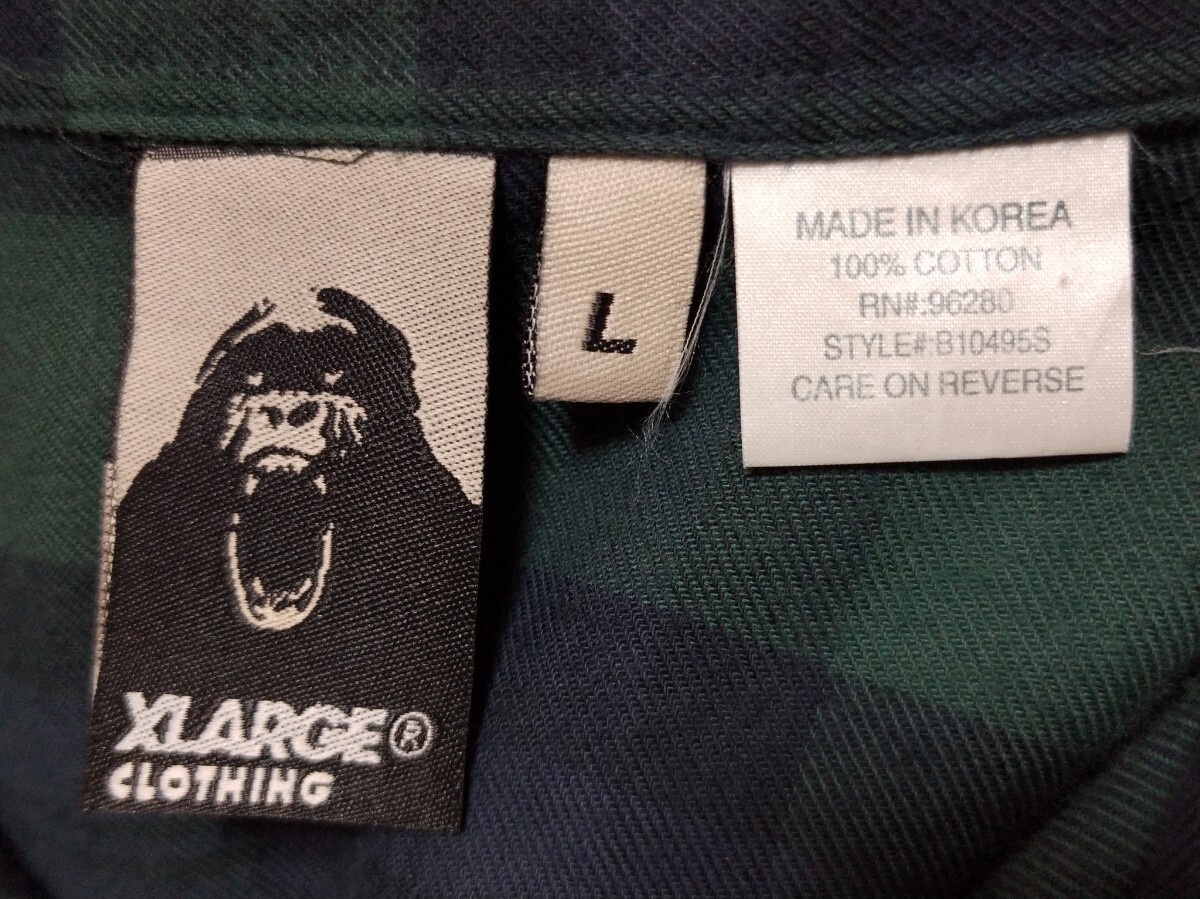 XLARGE®
CLOTHING
L
MADE IN KOREA
100% COTTON
RN#:96280
STYLE#:B10495S
CARE ON REVERSE